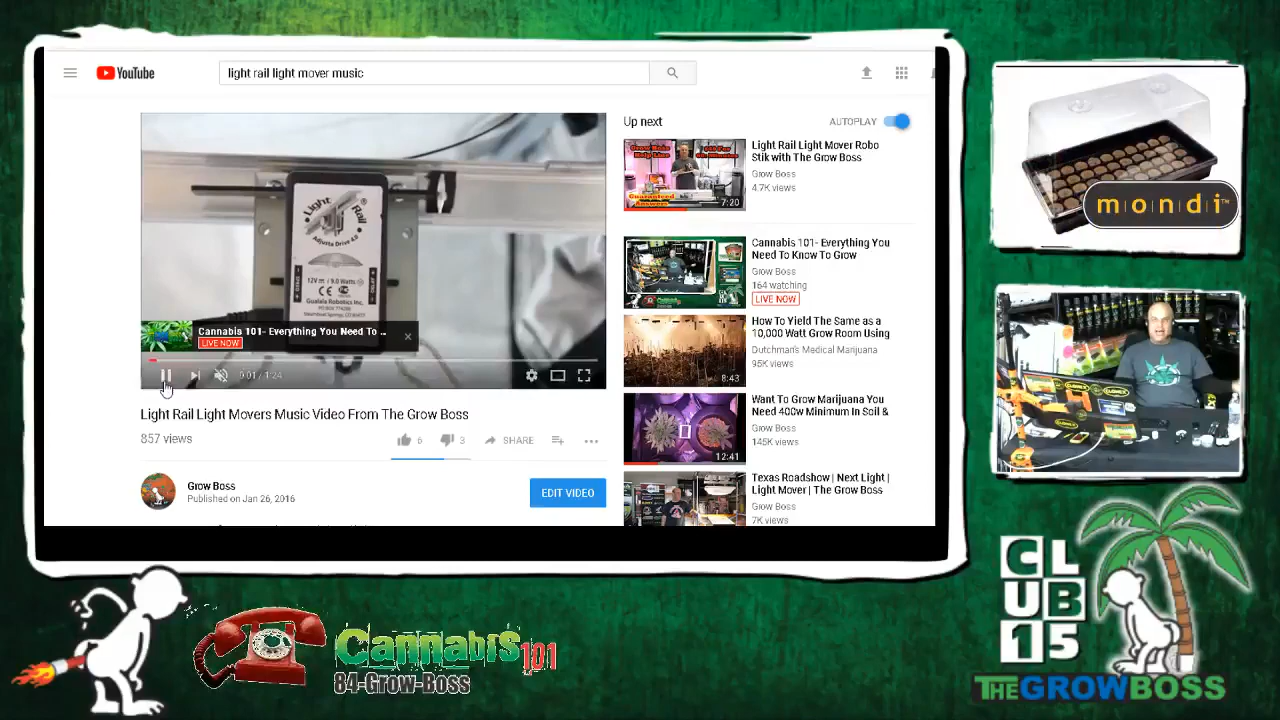 YouTube
light rail light mover music
Light Rail
Adjusta Drive 4.0
12V 9.0 Watts
CE
Gualala Robotics Inc.
Cannabis 101- Everything You Need To ...
LIVE NOW
0:01 / 1:24
Light Rail Light Movers Music Video From The Grow Boss
857 views
6
3
SHARE
Grow Boss
Published on Jan 26, 2016
EDIT VIDEO
Up next
AUTOPLAY
Light Rail Light Mover Robo
Stik with The Grow Boss
Grow Boss
4.7K views
7:20
Cannabis 101- Everything You
Need To Know To Grow
Grow Boss
164 watching
LIVE NOW
How To Yield The Same as a
10,000 Watt Grow Room Using
Dutchman's Medical Marijuana
95K views
8:43
Want To Grow Marijuana You
Need 400w Minimum In Soil &
Grow Boss
145K views
12:41
Texas Roadshow | Next Light |
Light Mover | The Grow Boss
Grow Boss
7K views
mondi™
CLUB 15
THEGROWBOSS
Cannabis 101
84-Grow-Boss